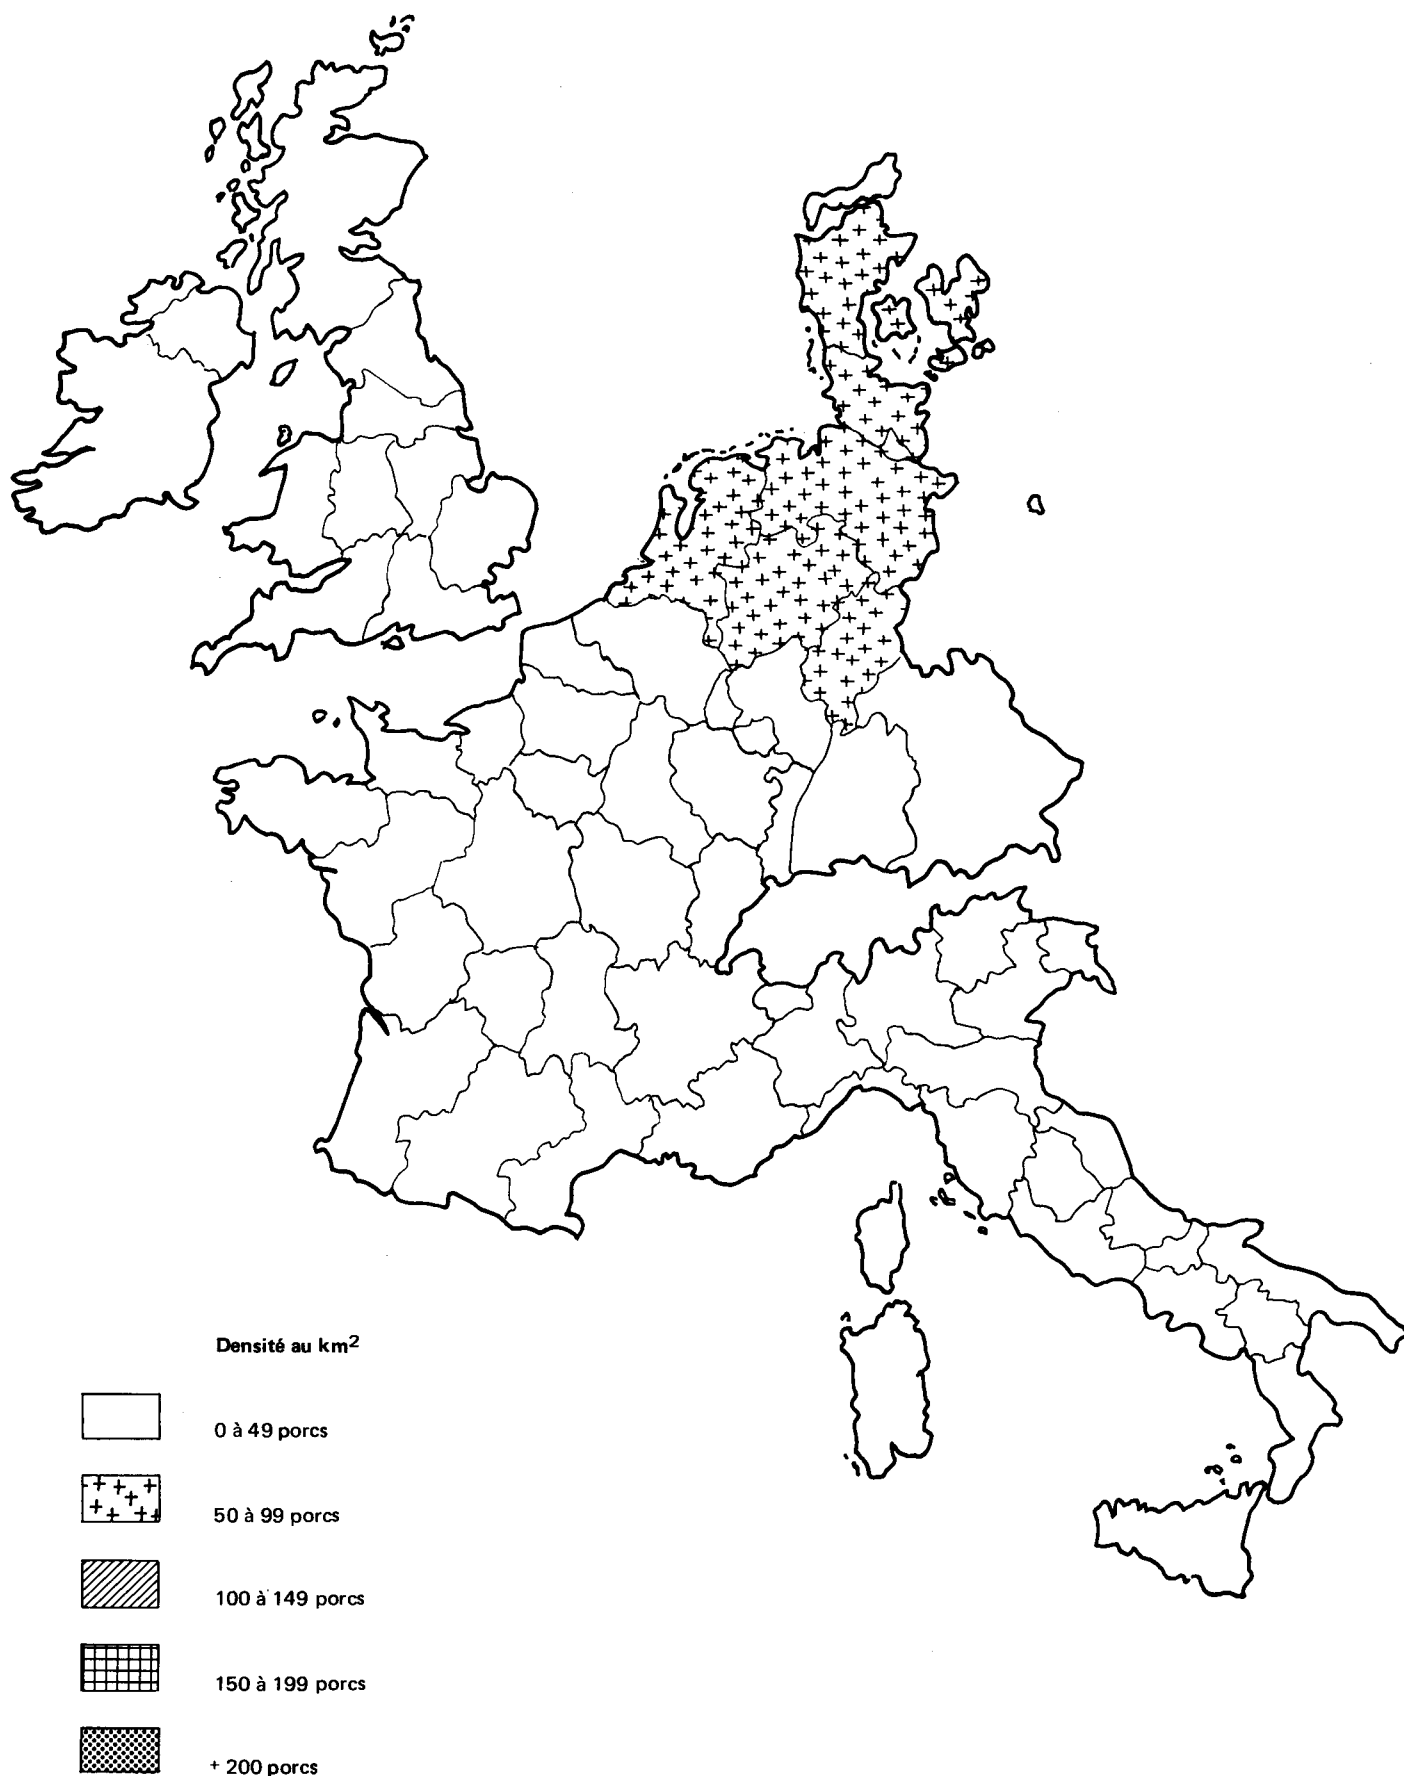 Densité au km²
0 à 49 porcs
50 à 99 porcs
100 à 149 porcs
150 à 199 porcs
+ 200 porcs